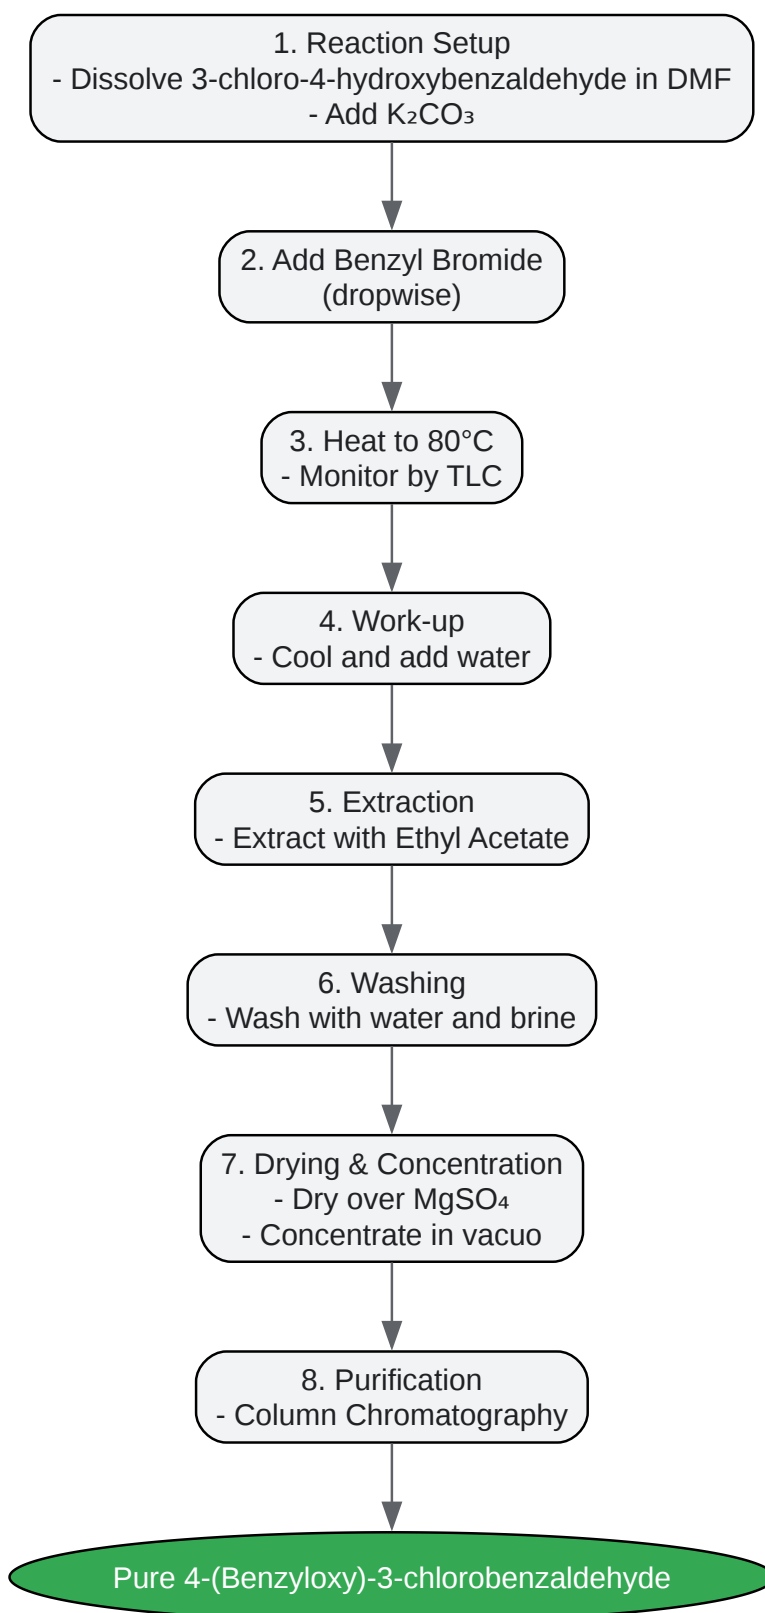 1. Reaction Setup
- Dissolve 3-chloro-4-hydroxybenzaldehyde in DMF
- Add K₂CO₃
2. Add Benzyl Bromide
(dropwise)
3. Heat to 80°C
- Monitor by TLC
4. Work-up
- Cool and add water
5. Extraction
- Extract with Ethyl Acetate
6. Washing
- Wash with water and brine
7. Drying & Concentration
- Dry over MgSO₄
- Concentrate in vacuo
8. Purification
- Column Chromatography
Pure 4-(Benzyloxy)-3-chlorobenzaldehyde